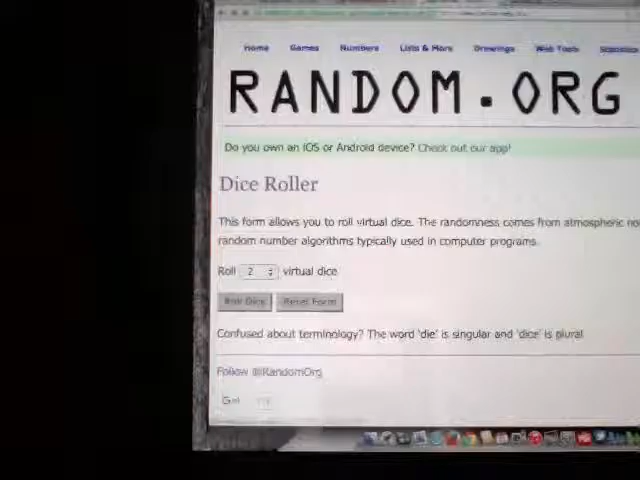 Home Games Numbers Lists & More Drawings Web Tools Statistics
RANDOM.ORG
Do you own an iOS or Android device? Check out our app!
Dice Roller
This form allows you to roll virtual dice. The randomness comes from atmospheric no
random number algorithms typically used in computer programs.
Roll 2 virtual dice
Roll Dice Reset Form
Confused about terminology? The word 'die' is singular and 'dice' is plural
Follow @RandomOrg